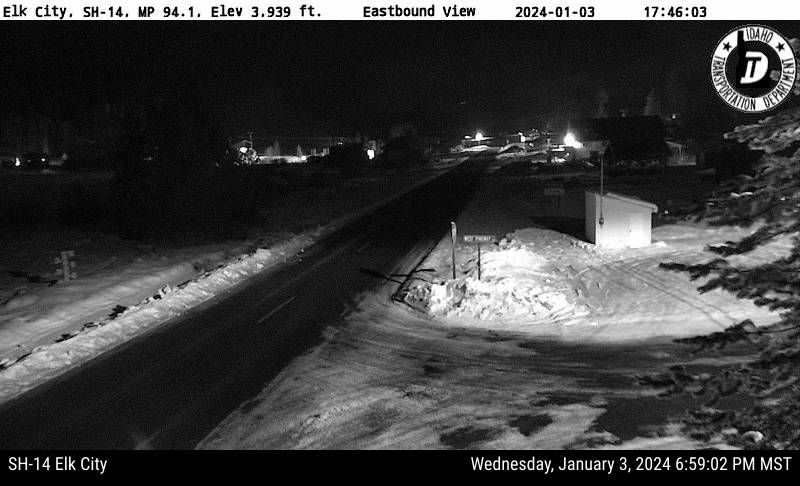 Elk City, SH-14, MP 94.1, Elev 3,939 ft. Eastbound View 2024-01-03 17:46:03
IDAHO
TRANSPORTATION DEPARTMENT
SH-14 Elk City Wednesday, January 3, 2024 6:59:02 PM MST